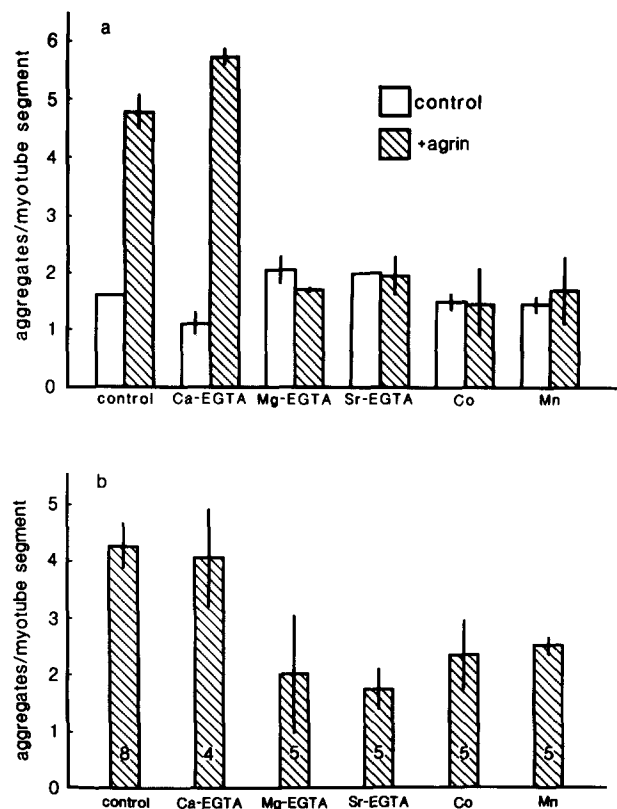 a
6
5
4
3
2
1
0
aggregates/myotube segment
control
+agrin
control Ca-EGTA Mg-EGTA Sr-EGTA Co Mn
b
5
4
3
2
1
0
aggregates/myotube segment
8 4 5 5 5 5
control Ca-EGTA Mg-EGTA Sr-EGTA Co Mn